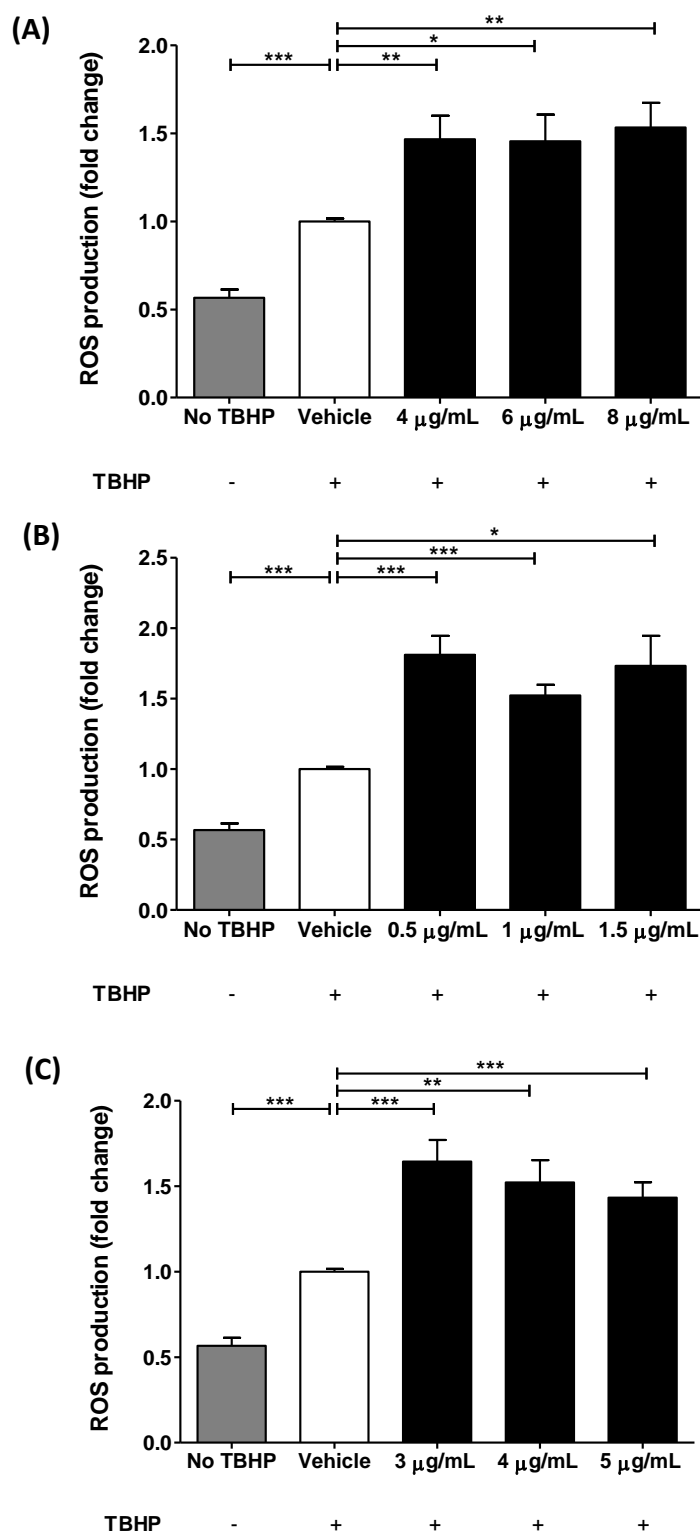 (A)
ROS production (fold change)
2.0
1.5
1.0
0.5
0.0
***
**
*
**
No TBHP Vehicle 4 μg/mL 6 μg/mL 8 μg/mL
TBHP - + + + +
(B)
ROS production (fold change)
2.5
2.0
1.5
1.0
0.5
0.0
***
***
***
*
No TBHP Vehicle 0.5 μg/mL 1 μg/mL 1.5 μg/mL
TBHP - + + + +
(C)
ROS production (fold change)
2.0
1.5
1.0
0.5
0.0
***
***
**
***
No TBHP Vehicle 3 μg/mL 4 μg/mL 5 μg/mL
TBHP - + + + +